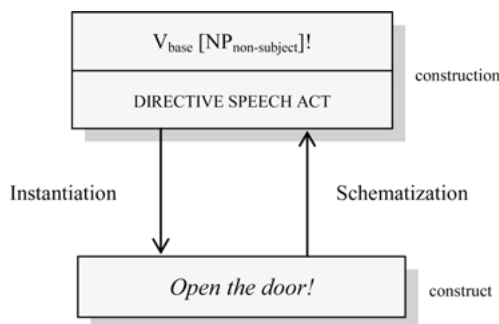 V_base [NP_non-subject]!
construction
DIRECTIVE SPEECH ACT
Instantiation
Schematization
Open the door!
construct